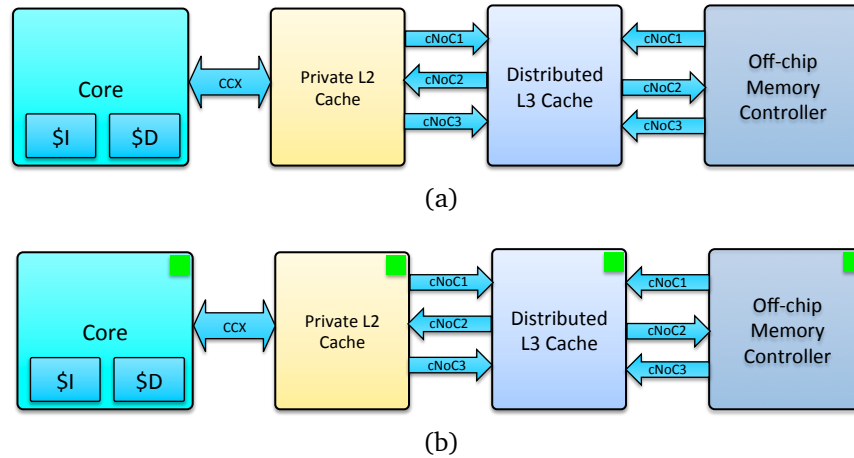 Core
$I
$D
CCX
Private L2
Cache
cNoC1
cNoC2
cNoC3
Distributed
L3 Cache
cNoC1
cNoC2
cNoC3
Off-chip
Memory
Controller
(a)
Core
$I
$D
CCX
Private L2
Cache
cNoC1
cNoC2
cNoC3
Distributed
L3 Cache
cNoC1
cNoC2
cNoC3
Off-chip
Memory
Controller
(b)